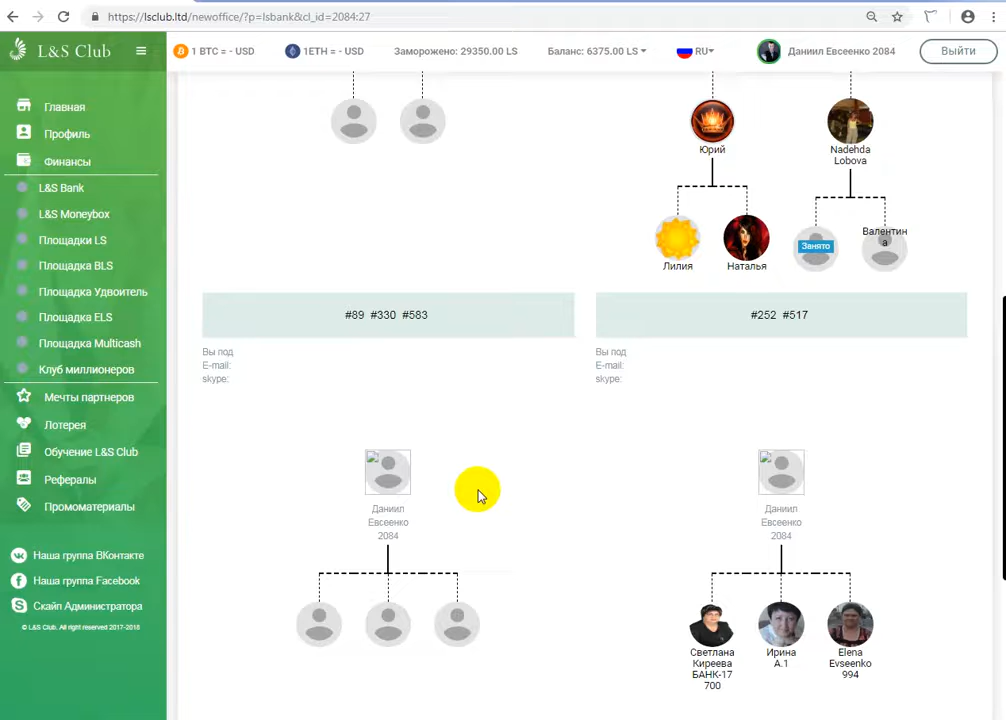 https://lsclub.ltd/newoffice/?p=lsbank&cl_id=2084:27
L&S Club
1 BTC = - USD
1ETH = - USD
Заморожено: 29350.00 LS
Баланс: 6375.00 LS
RU
Даниил Евсеенко 2084
Выйти
Главная
Профиль
Финансы
L&S Bank
L&S Moneybox
Площадки LS
Площадка BLS
Площадка Удвоитель
Площадка ELS
Площадка Multicash
Клуб миллионеров
Мечты партнеров
Лотерея
Обучение L&S Club
Рефералы
Промоматериалы
Наша группа ВКонтакте
Наша группа Facebook
Скайп Администратора
© L&S Club. All right reserved 2017-2018
Юрий
Nadehda
Lobova
Лилия
Наталья
Занято
Валентин
а
#89 #330 #583
Вы под
E-mail:
skype:
#252 #517
Вы под
E-mail:
skype:
Даниил
Евсеенко
2084
Даниил
Евсеенко
2084
Светлана
Киреева
БАНК-17
700
Ирина
А.1
Elena
Evseenko
994